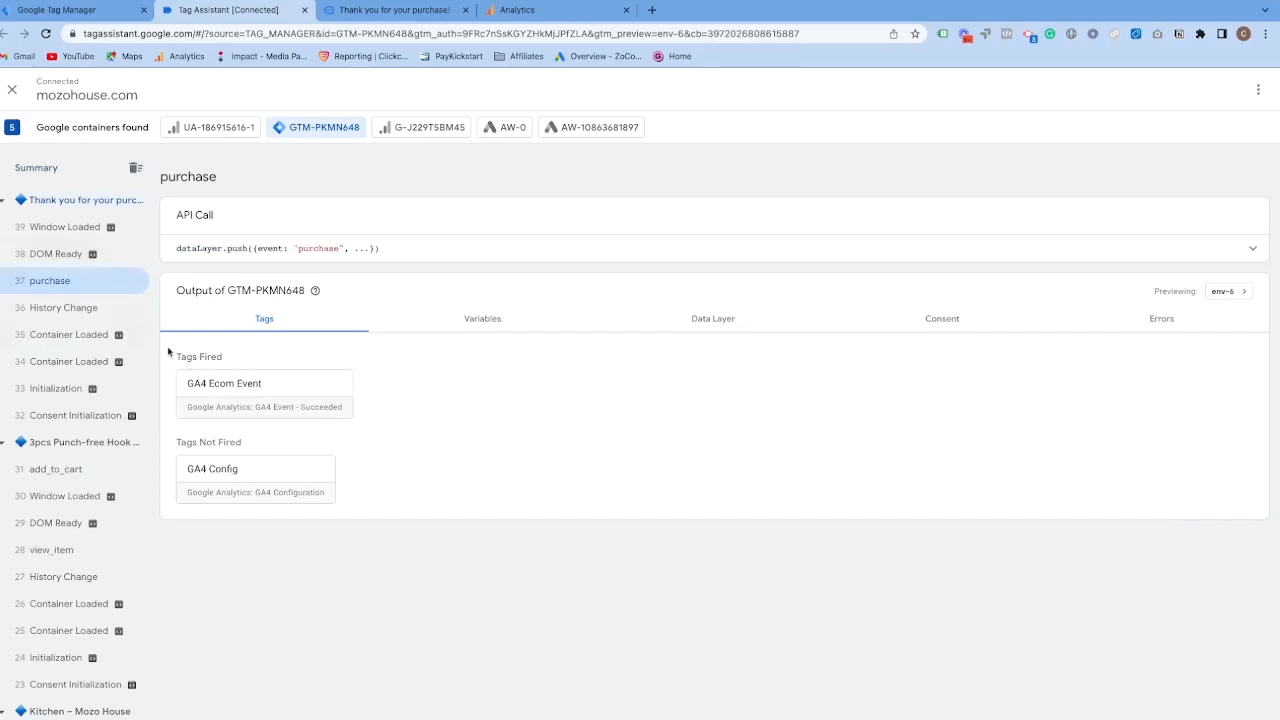 Google Tag Manager
Tag Assistant [Connected]
Thank you for your purchase! -
Analytics
tagassistant.google.com/#/?source=TAG_MANAGER&id=GTM-PKMN648&gtm_auth=9FRc7nSsKGYZHkMjJPfZLA&gtm_preview=env-6&cb=3972026808615887
Gmail
YouTube
Maps
Analytics
Impact - Media Pa...
Reporting | Clickc...
PayKickstart
Affiliates
Overview - ZoCo...
Home
Connected
mozohouse.com
5
Google containers found
UA-186915616-1
GTM-PKMN648
G-J229T5BM45
AW-0
AW-10863681897
Summary
Thank you for your purc...
39 Window Loaded
38 DOM Ready
37 purchase
36 History Change
35 Container Loaded
34 Container Loaded
33 Initialization
32 Consent Initialization
3pcs Punch-free Hook ...
31 add_to_cart
30 Window Loaded
29 DOM Ready
28 view_item
27 History Change
26 Container Loaded
25 Container Loaded
24 Initialization
23 Consent Initialization
Kitchen – Mozo House
purchase
API Call
dataLayer.push({event: "purchase", ...})
Output of GTM-PKMN648
Previewing: env-6
Tags
Variables
Data Layer
Consent
Errors
Tags Fired
GA4 Ecom Event
Google Analytics: GA4 Event - Succeeded
Tags Not Fired
GA4 Config
Google Analytics: GA4 Configuration